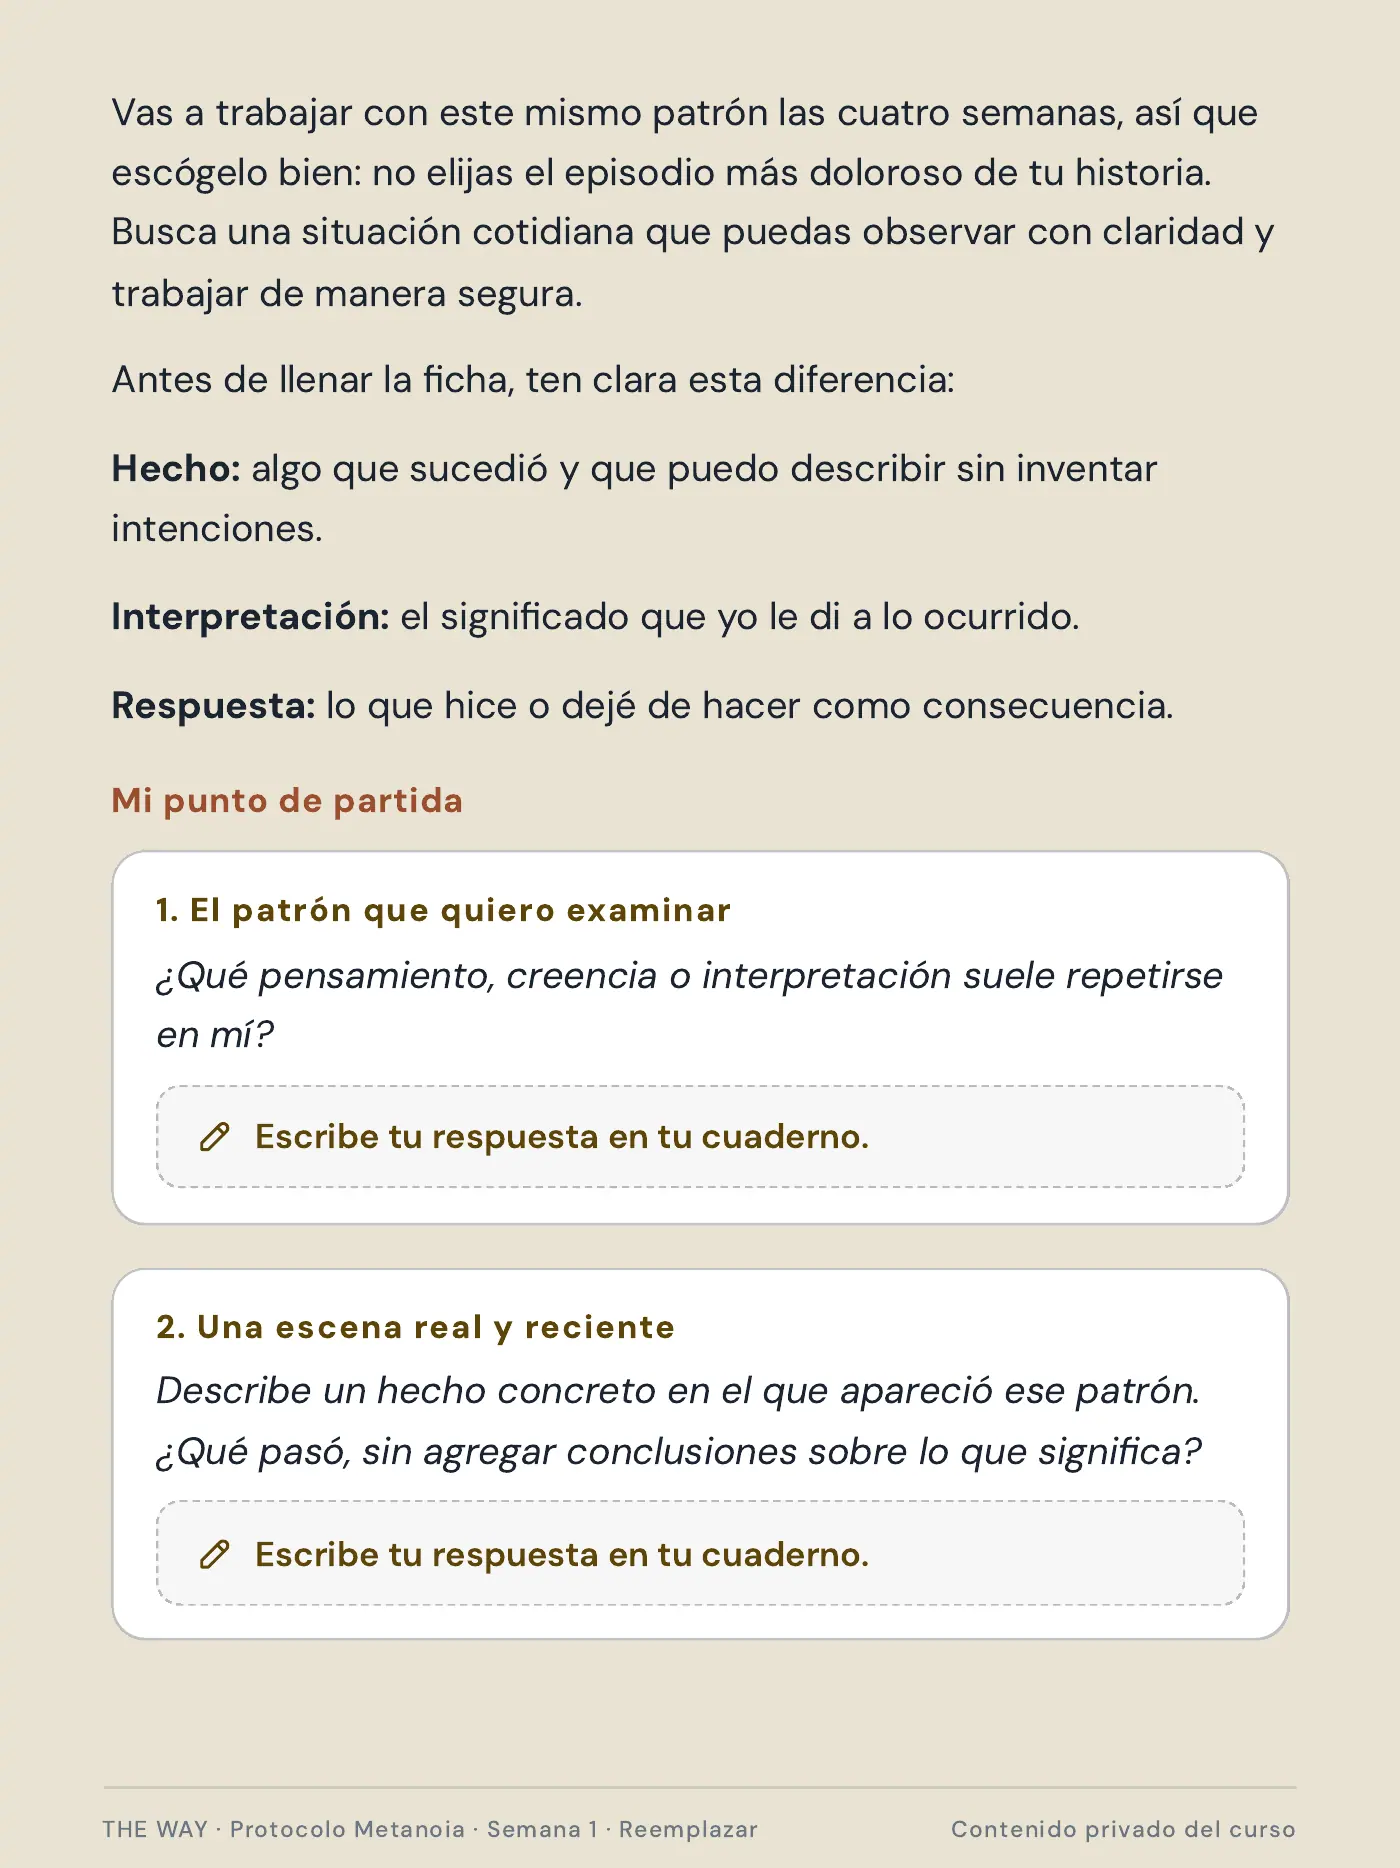 Vas a trabajar con este mismo patrón las cuatro semanas, así que
escógelo bien: no elijas el episodio más doloroso de tu historia.
Busca una situación cotidiana que puedas observar con claridad y
trabajar de manera segura.
Antes de llenar la ficha, ten clara esta diferencia:
Hecho: algo que sucedió y que puedo describir sin inventar
intenciones.
Interpretación: el significado que yo le di a lo ocurrido.
Respuesta: lo que hice o dejé de hacer como consecuencia.
Mi punto de partida
1. El patrón que quiero examinar
¿Qué pensamiento, creencia o interpretación suele repetirse
en mí?
Escribe tu respuesta en tu cuaderno.
2. Una escena real y reciente
Describe un hecho concreto en el que apareció ese patrón.
¿Qué pasó, sin agregar conclusiones sobre lo que significa?
Escribe tu respuesta en tu cuaderno.
THE WAY · Protocolo Metanoia · Semana 1 · Reemplazar
Contenido privado del curso